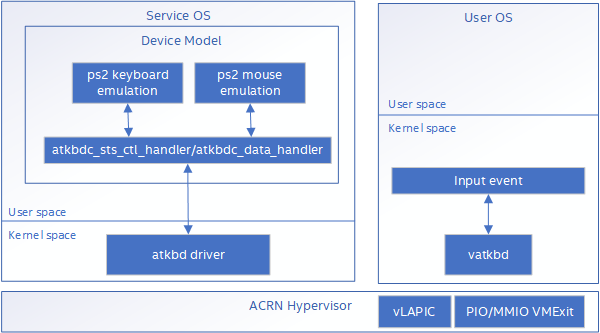 Service OS
Device Model
ps2 keyboard
emulation
ps2 mouse
emulation
atkbdc_sts_ctl_handler/atkbdc_data_handler
User space
Kernel space
atkbd driver
User OS
User space
Kernel space
Input event
vatkbd
ACRN Hypervisor
vLAPIC
PIO/MMIO VMExit